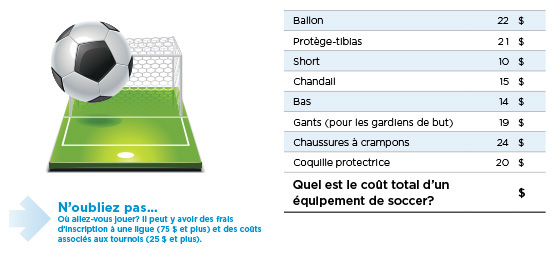 Ballon 22 $
Protège-tibias 21 $
Short 10 $
Chandail 15 $
Bas 14 $
Gants (pour les gardiens de but) 19 $
Chaussures à crampons 24 $
Coquille protectrice 20 $
Quel est le coût total d'un
équipement de soccer? $
N'oubliez pas...
Où allez-vous jouer? Il peut y avoir des frais
d'inscription à une ligue (75 $ et plus) et des coûts
associés aux tournois (25 $ et plus).